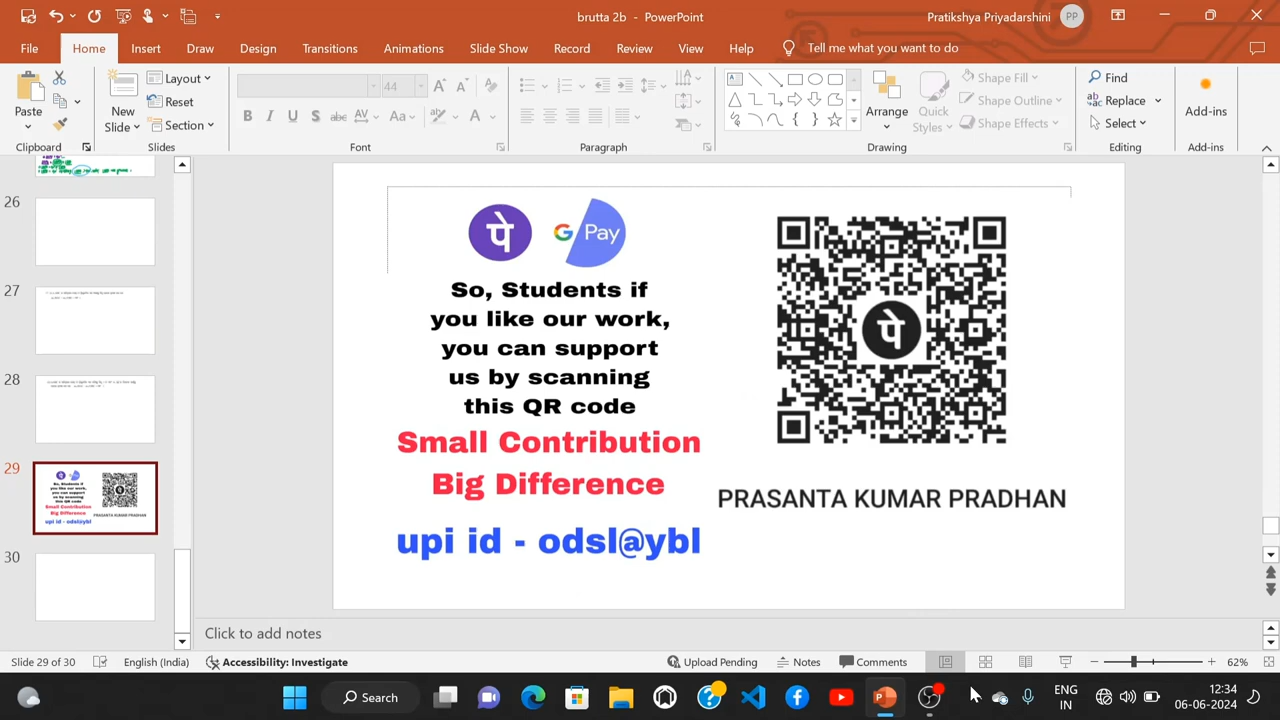 brutta 2b - PowerPoint
Pratikshya Priyadarshini PP
File Home Insert Draw Design Transitions Animations Slide Show Record Review View Help Tell me what you want to do
Paste
New Slide
Layout
Reset
Section
44
Arrange
Quick Styles
Shape Fill
Shape Outline
Shape Effects
Find
Replace
Select
Add-ins
Clipboard Slides Font Paragraph Drawing Editing Add-ins
26
27
28
29
30
पे
G Pay
So, Students if
you like our work,
you can support
us by scanning
this QR code
Small Contribution
Big Difference
upi id - odsl@ybl
पे
PRASANTA KUMAR PRADHAN
Click to add notes
Slide 29 of 30 English (India) Accessibility: Investigate Upload Pending Notes Comments 62%
Search
ENG
IN
12:34
06-06-2024